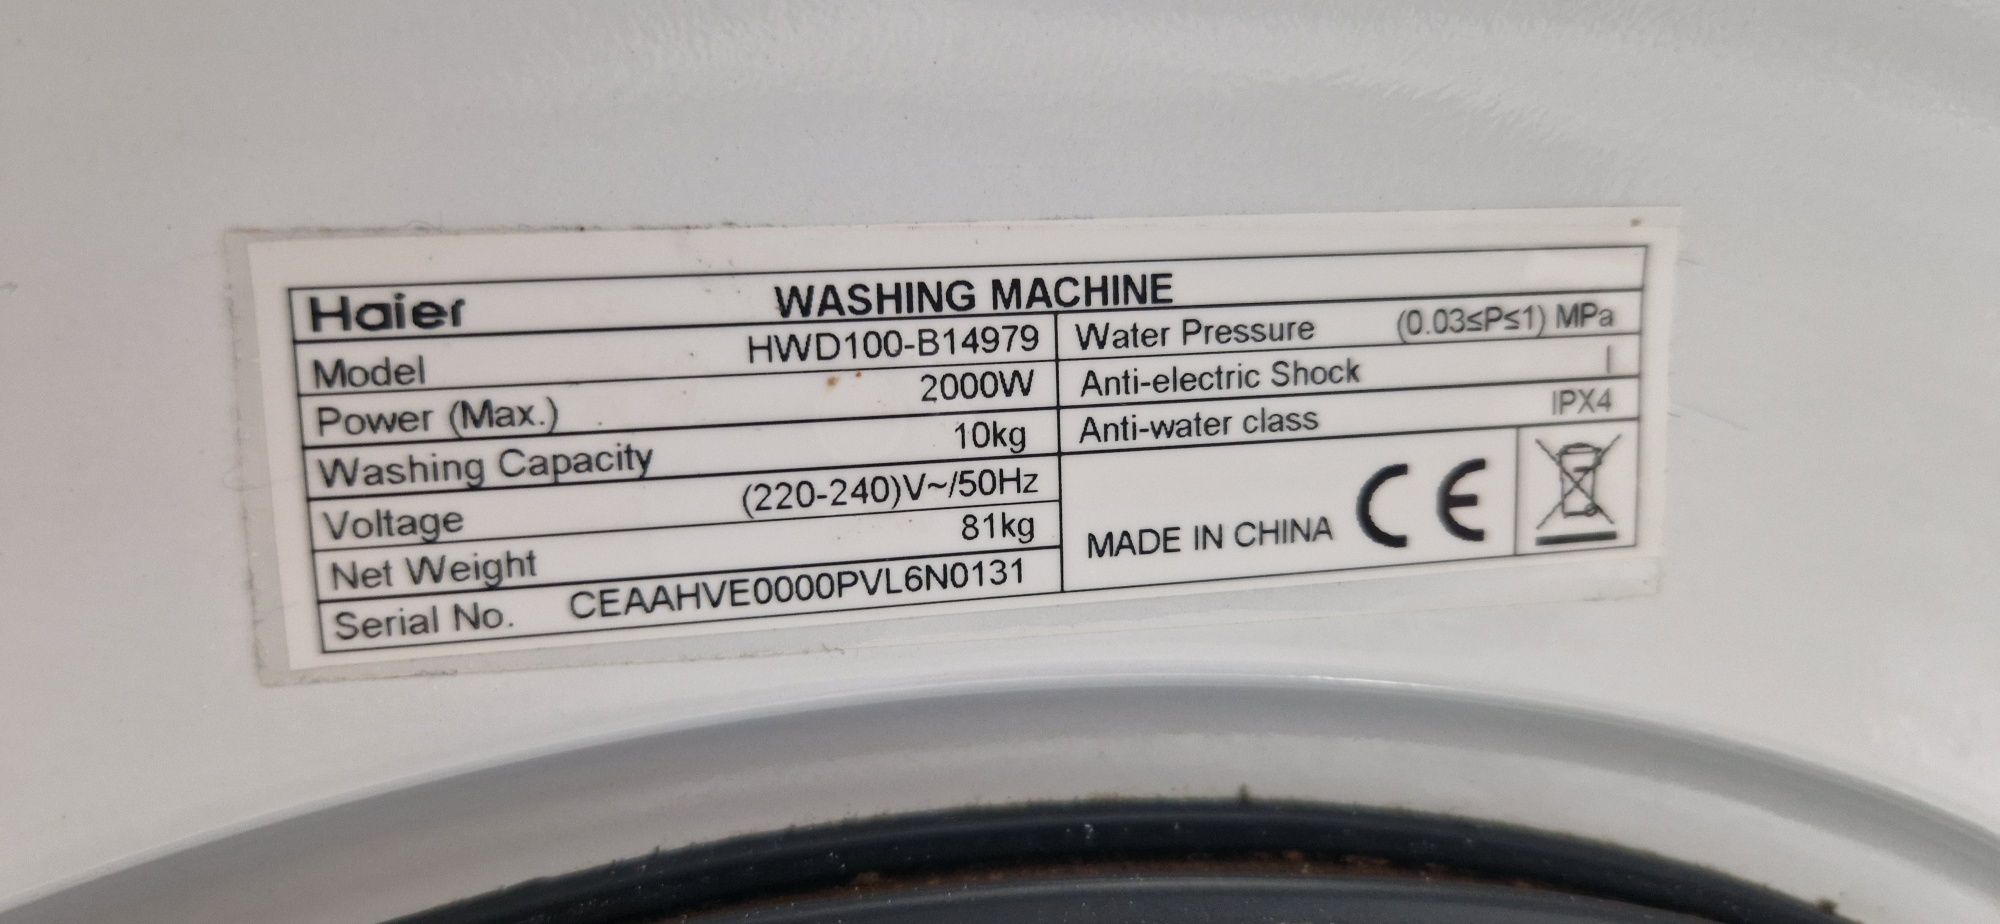 Haier WASHING MACHINE
Model HWD100-B14979
Power (Max.) 2000W
Washing Capacity 10kg
Voltage (220-240)V~/50Hz
Net Weight 81kg
Serial No. CEAAHVE0000PVL6N0131
Water Pressure (0.03≤P≤1) MPa
Anti-electric Shock I
Anti-water class IPX4
MADE IN CHINA CE